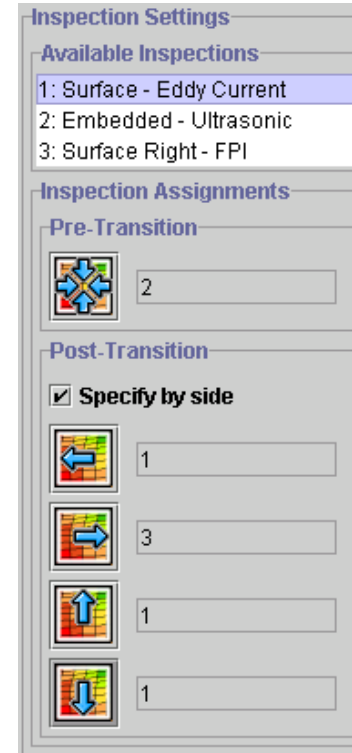 Inspection Settings
Available Inspections
1: Surface - Eddy Current
2: Embedded - Ultrasonic
3: Surface Right - FPI
Inspection Assignments
Pre-Transition
2
Post-Transition
Specify by side
1
3
1
1